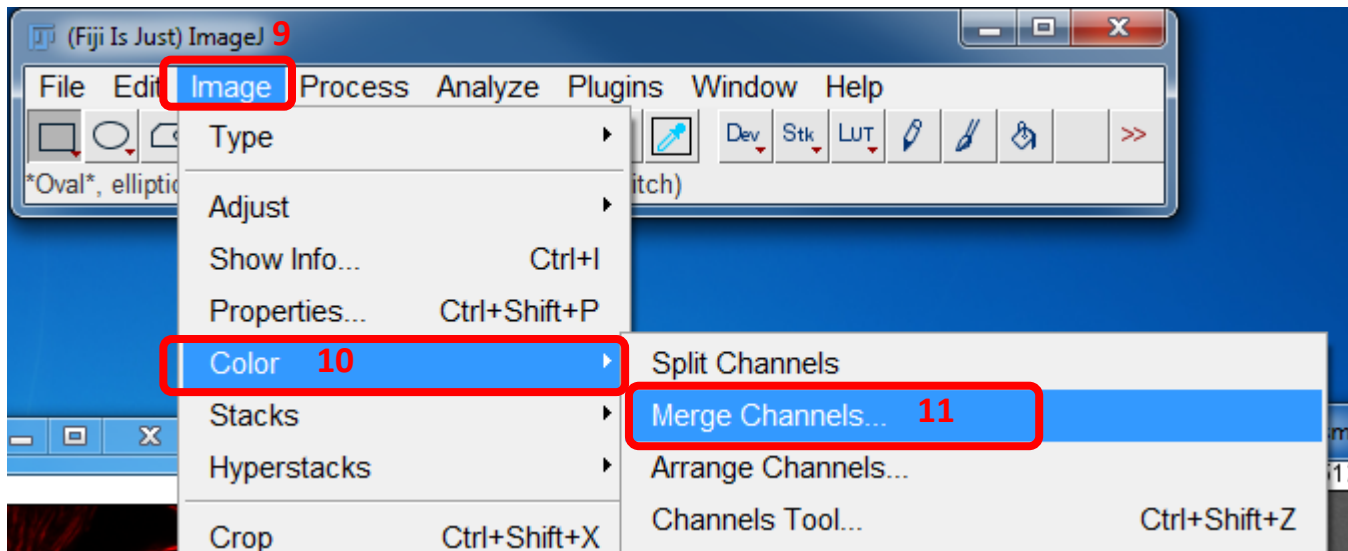 (Fiji Is Just) ImageJ 9
File Edit Image Process Analyze Plugins Window Help
Type
Dev Stk LUT >>
*Oval*, elliptic itch)
Adjust
Show Info... Ctrl+I
Properties... Ctrl+Shift+P
Color 10
Split Channels
Stacks
Merge Channels... 11
Hyperstacks
Arrange Channels...
Crop Ctrl+Shift+X
Channels Tool... Ctrl+Shift+Z